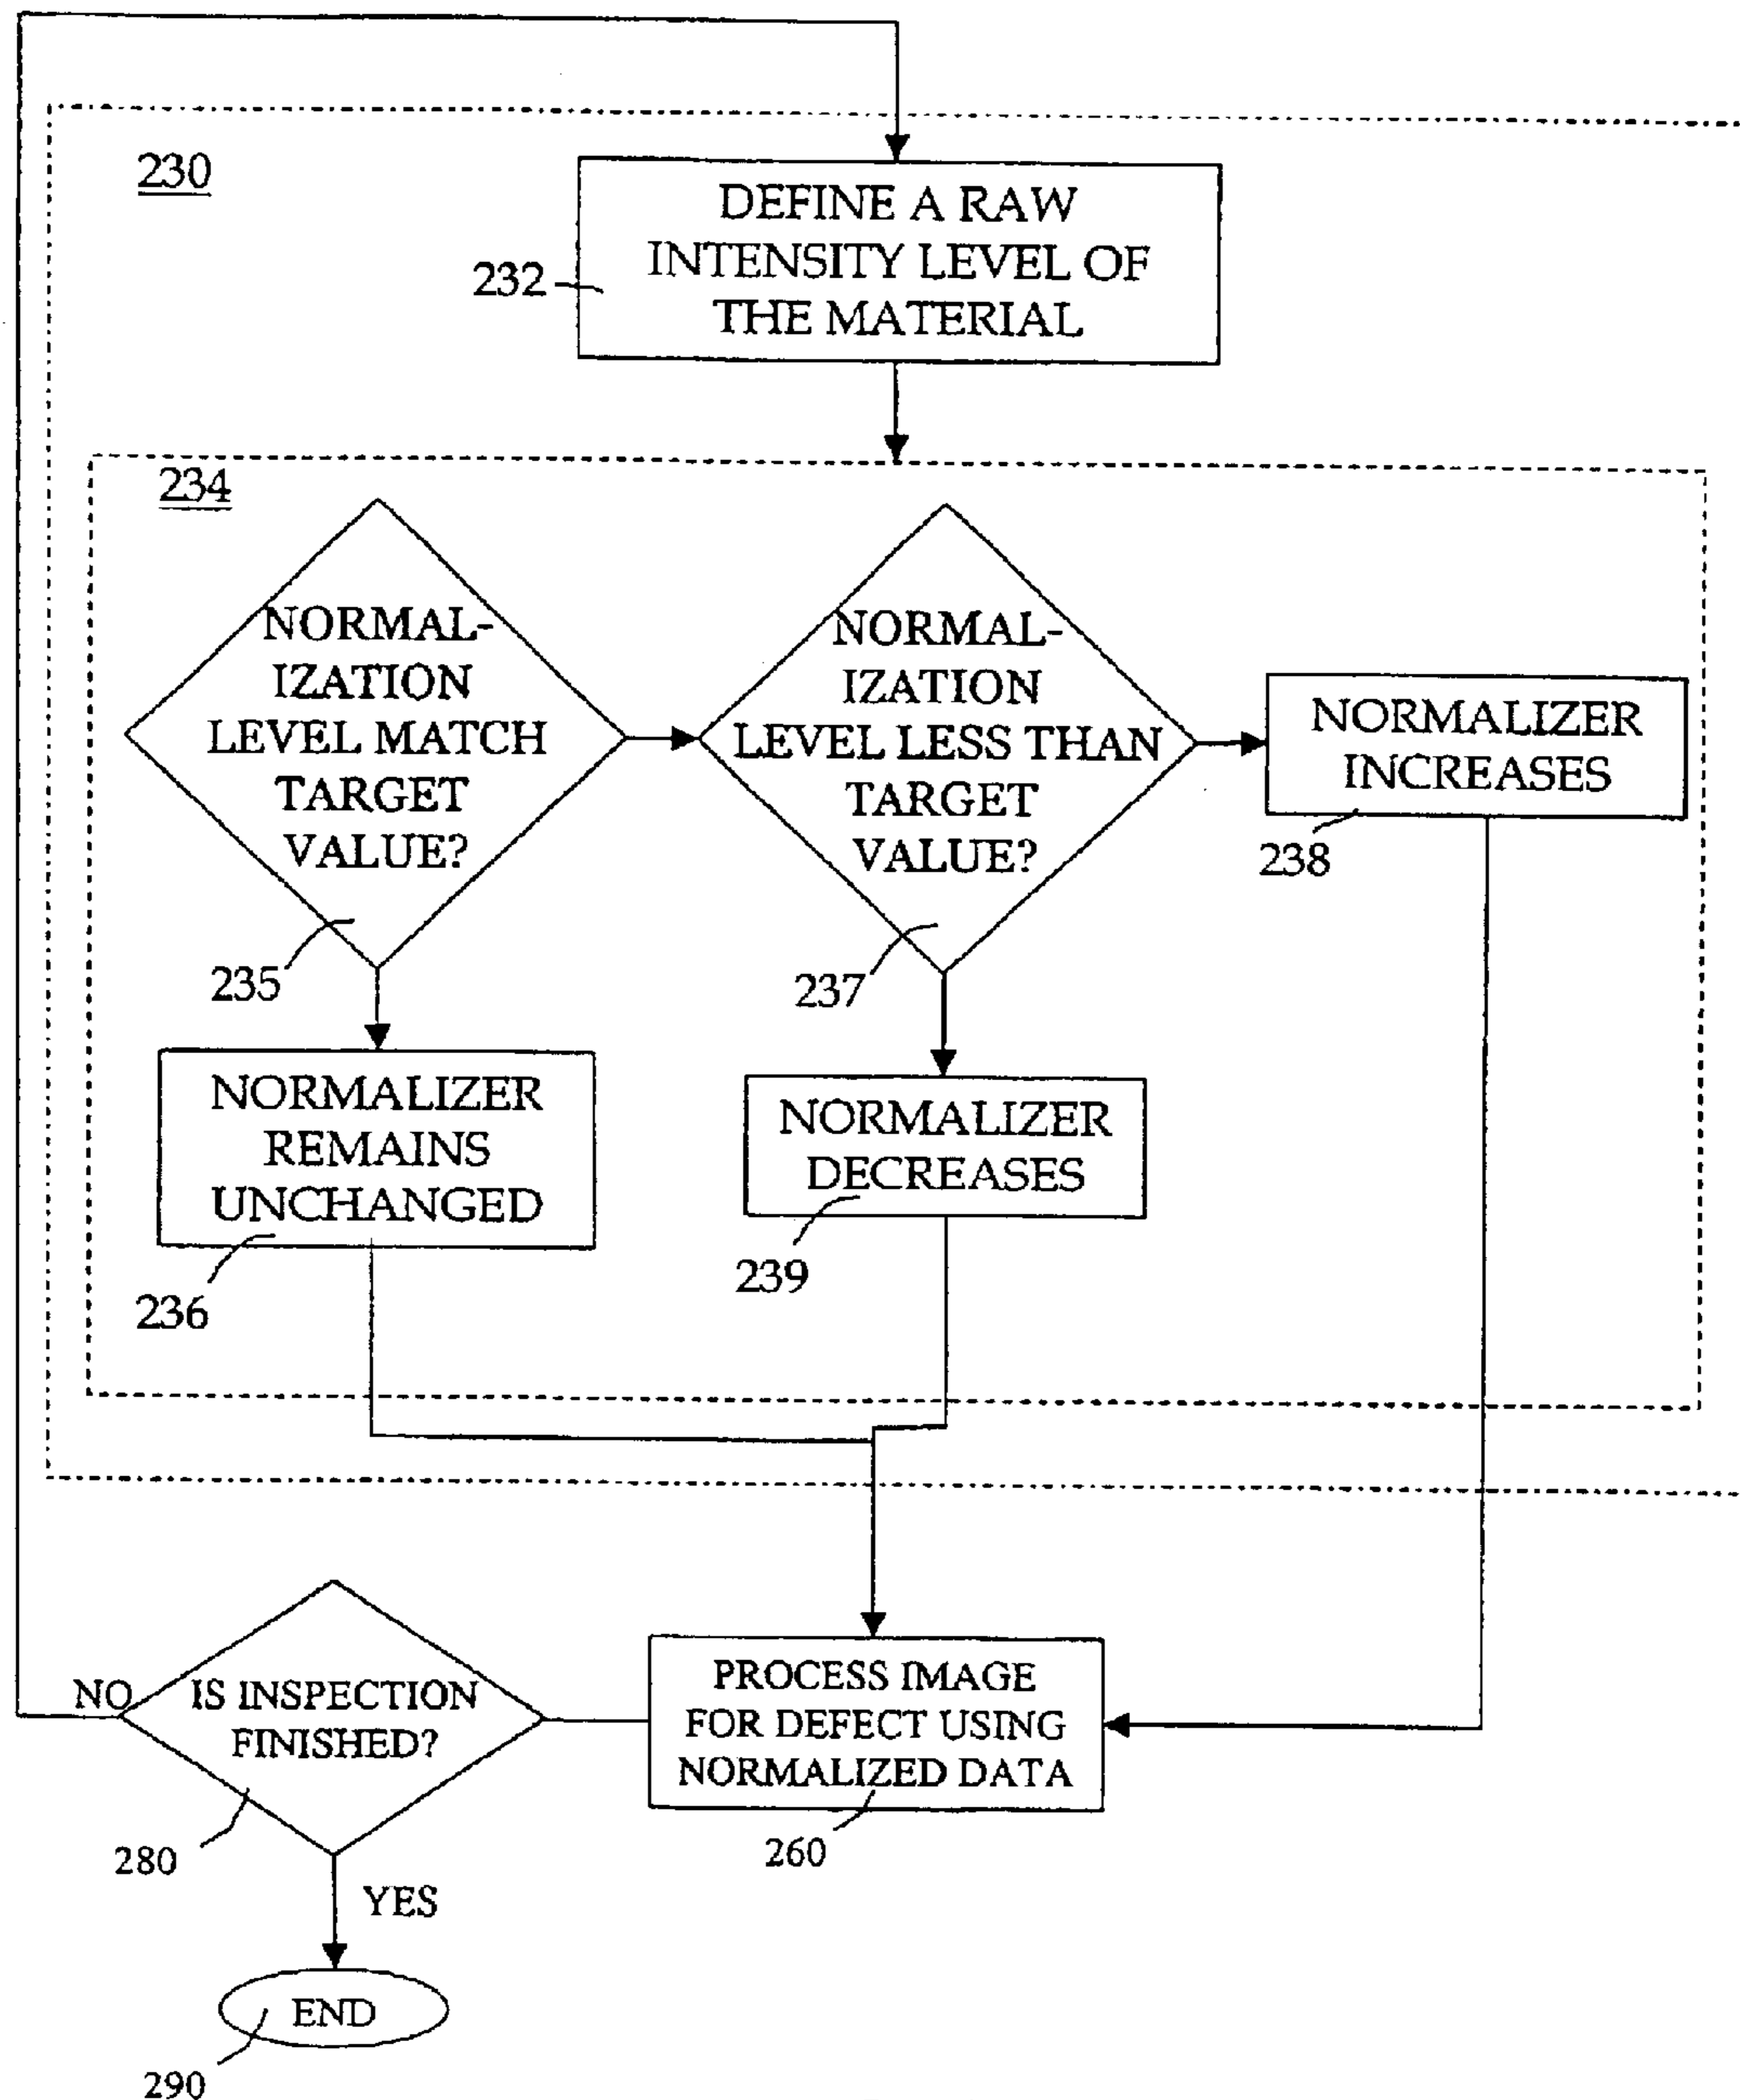 230
DEFINE A RAW
INTENSITY LEVEL OF
THE MATERIAL
232
234
NORMAL-
IZATION
LEVEL MATCH
TARGET
VALUE?
235
NORMAL-
IZATION
LEVEL LESS THAN
TARGET
VALUE?
237
NORMALIZER
INCREASES
238
NORMALIZER
REMAINS
UNCHANGED
236
NORMALIZER
DECREASES
239
NO
IS INSPECTION
FINISHED?
280
PROCESS IMAGE
FOR DEFECT USING
NORMALIZED DATA
260
YES
END
290